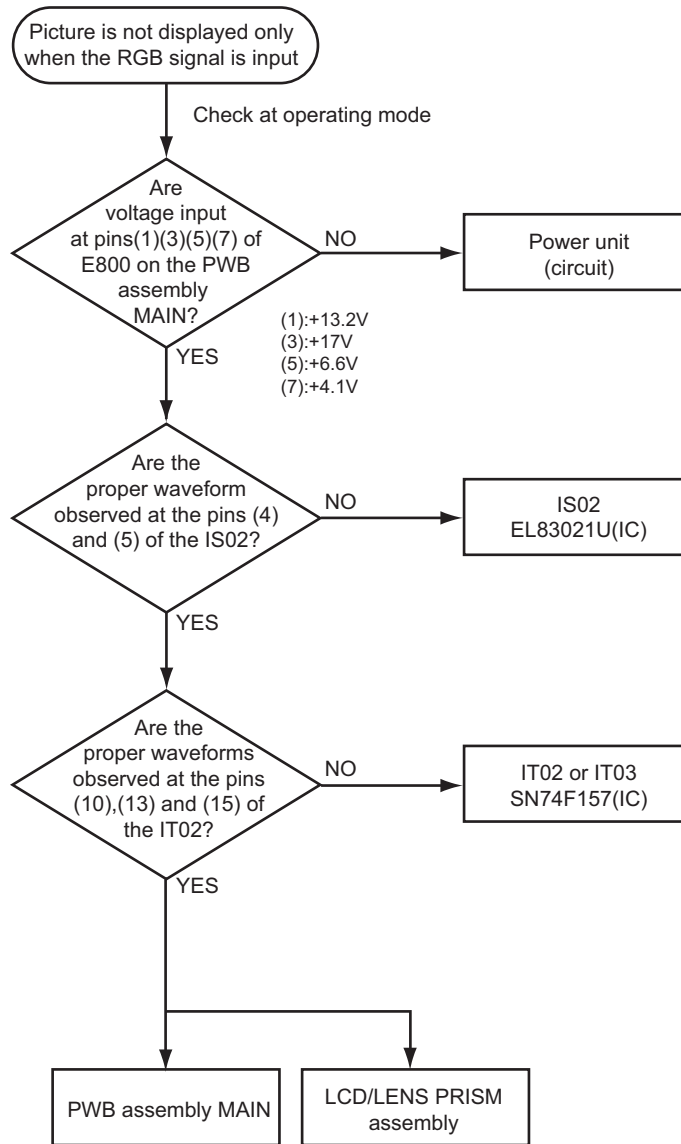 Picture is not displayed only
when the RGB signal is input
Check at operating mode
Are
voltage input
at pins(1)(3)(5)(7) of
E800 on the PWB
assembly
MAIN?
NO
Power unit
(circuit)
(1):+13.2V
(3):+17V
(5):+6.6V
(7):+4.1V
YES
Are the
proper waveform
observed at the pins (4)
and (5) of the IS02?
NO
IS02
EL83021U(IC)
YES
Are the
proper waveforms
observed at the pins
(10),(13) and (15) of
the IT02?
NO
IT02 or IT03
SN74F157(IC)
YES
PWB assembly MAIN
LCD/LENS PRISM
assembly